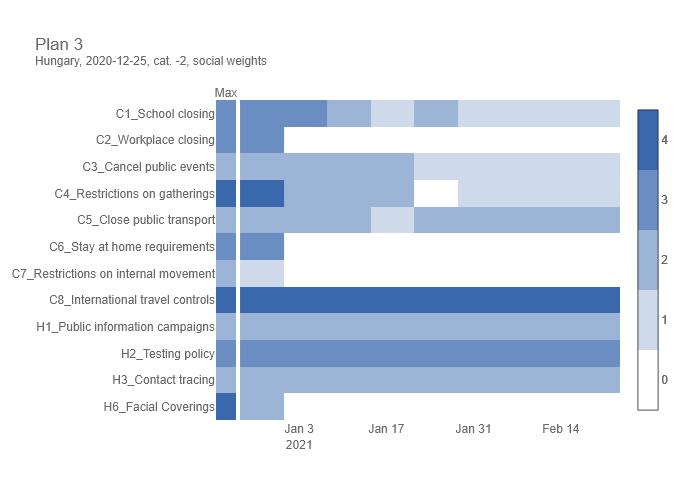 Plan 3
Hungary, 2020-12-25, cat. -2, social weights
Max
C1_School closing
C2_Workplace closing
C3_Cancel public events
C4_Restrictions on gatherings
C5_Close public transport
C6_Stay at home requirements
C7_Restrictions on internal movement
C8_International travel controls
H1_Public information campaigns
H2_Testing policy
H3_Contact tracing
H6_Facial Coverings
4
3
2
1
0
Jan 3 Jan 17 Jan 31 Feb 14
2021